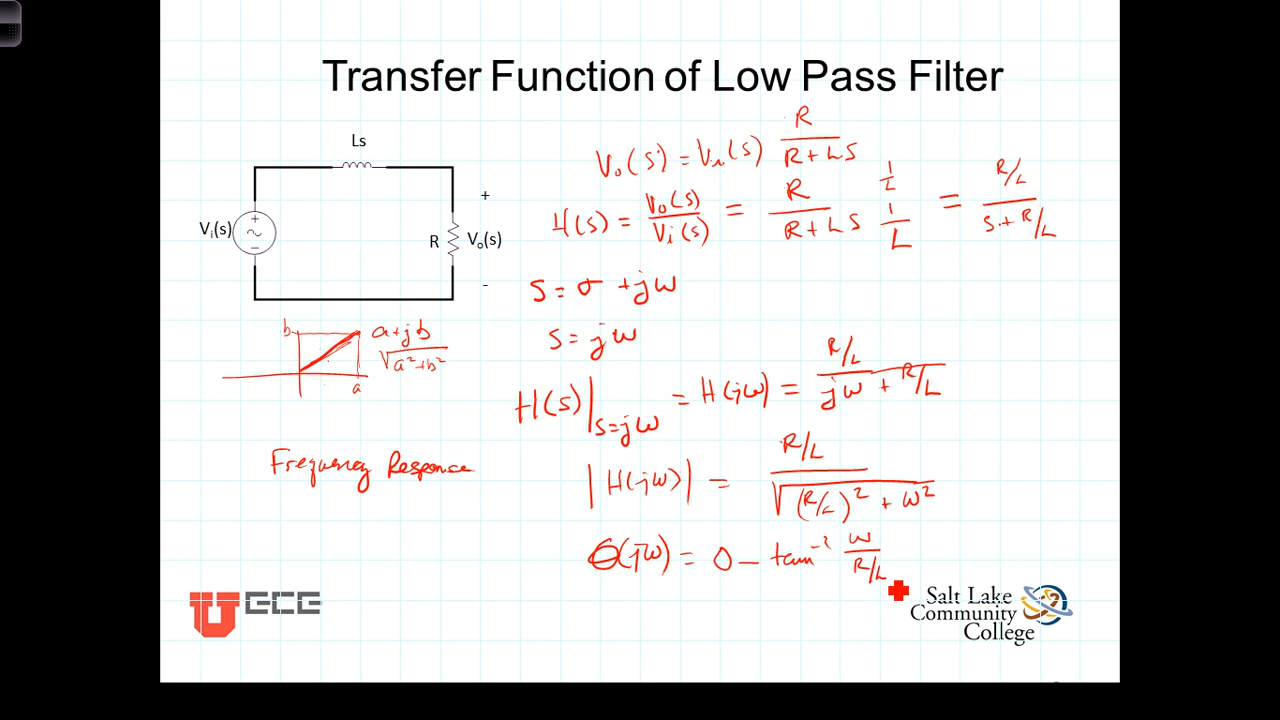 Transfer Function of Low Pass Filter
Ls
+
Vi(s)
+
−
R
Vo(s)
-
Vo(s) = Vi(s) R / (R + LS)
H(s) = Vo(s) / Vi(s) = R / (R + LS) (1/L) / (1/L) = (R/L) / (S + R/L)
S = σ + jω
S = jω
b
a
a + jb
√(a² + b²)
H(s)|s=jω = H(jω) = (R/L) / (jω + R/L)
Frequency Response
|H(jω)| = (R/L) / √((R/L)² + ω²)
Θ(jω) = 0 − tan⁻¹ ω / (R/L)
U ECE
Salt Lake
Community
College